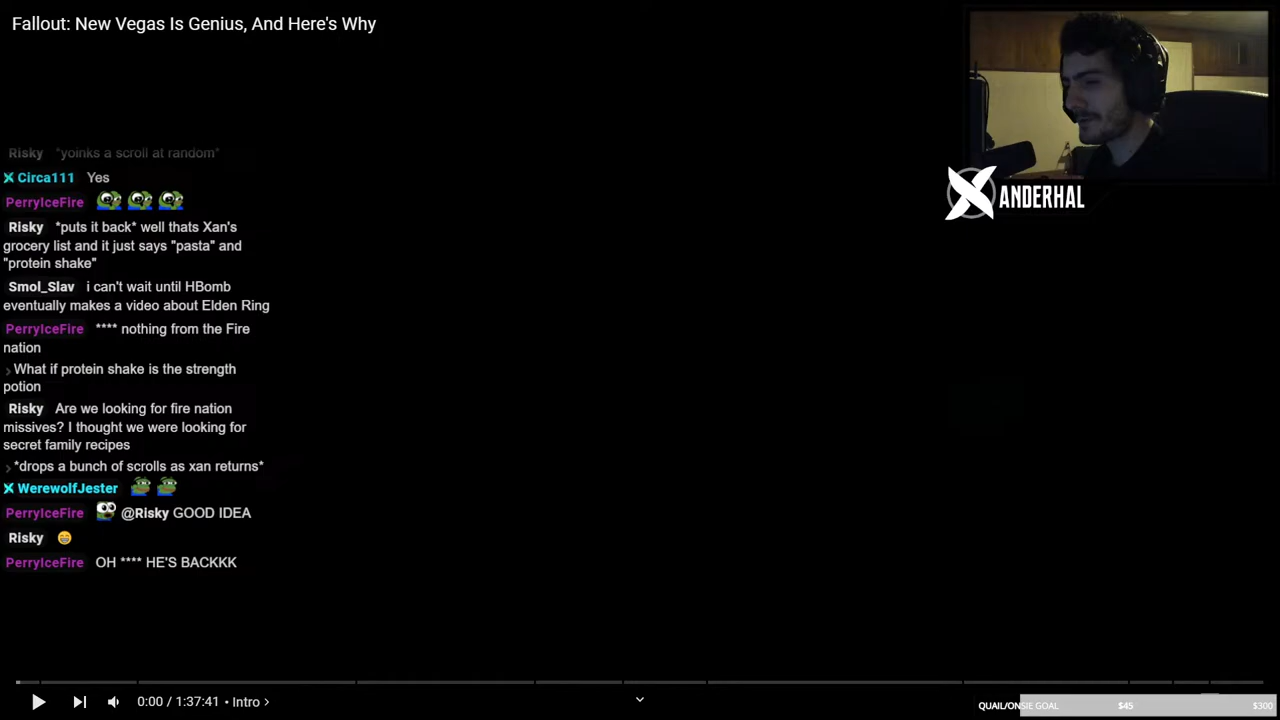 Fallout: New Vegas Is Genius, And Here's Why
Risky *yoinks a scroll at random*
Circa111 Yes
PerryIceFire
Risky *puts it back* well thats Xan's
grocery list and it just says "pasta" and
"protein shake"
Smol_Slav i can't wait until HBomb
eventually makes a video about Elden Ring
PerryIceFire **** nothing from the Fire
nation
What if protein shake is the strength
potion
Risky Are we looking for fire nation
missives? I thought we were looking for
secret family recipes
*drops a bunch of scrolls as xan returns*
WerewolfJester
PerryIceFire @Risky GOOD IDEA
Risky
PerryIceFire OH **** HE'S BACKKK
XANDERHAL
0:00 / 1:37:41 • Intro >
QUAIL/ONSIE GOAL $45 $300